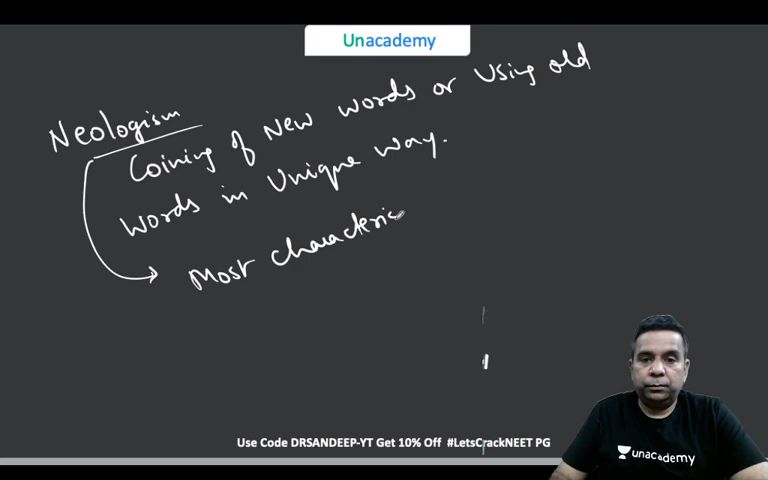 Unacademy
Neologism
Coining of New words or Using old
words in Unique way.
Most characteris
Use Code DRSANDEEP-YT Get 10% Off #LetsCrackNEET PG
unacademy